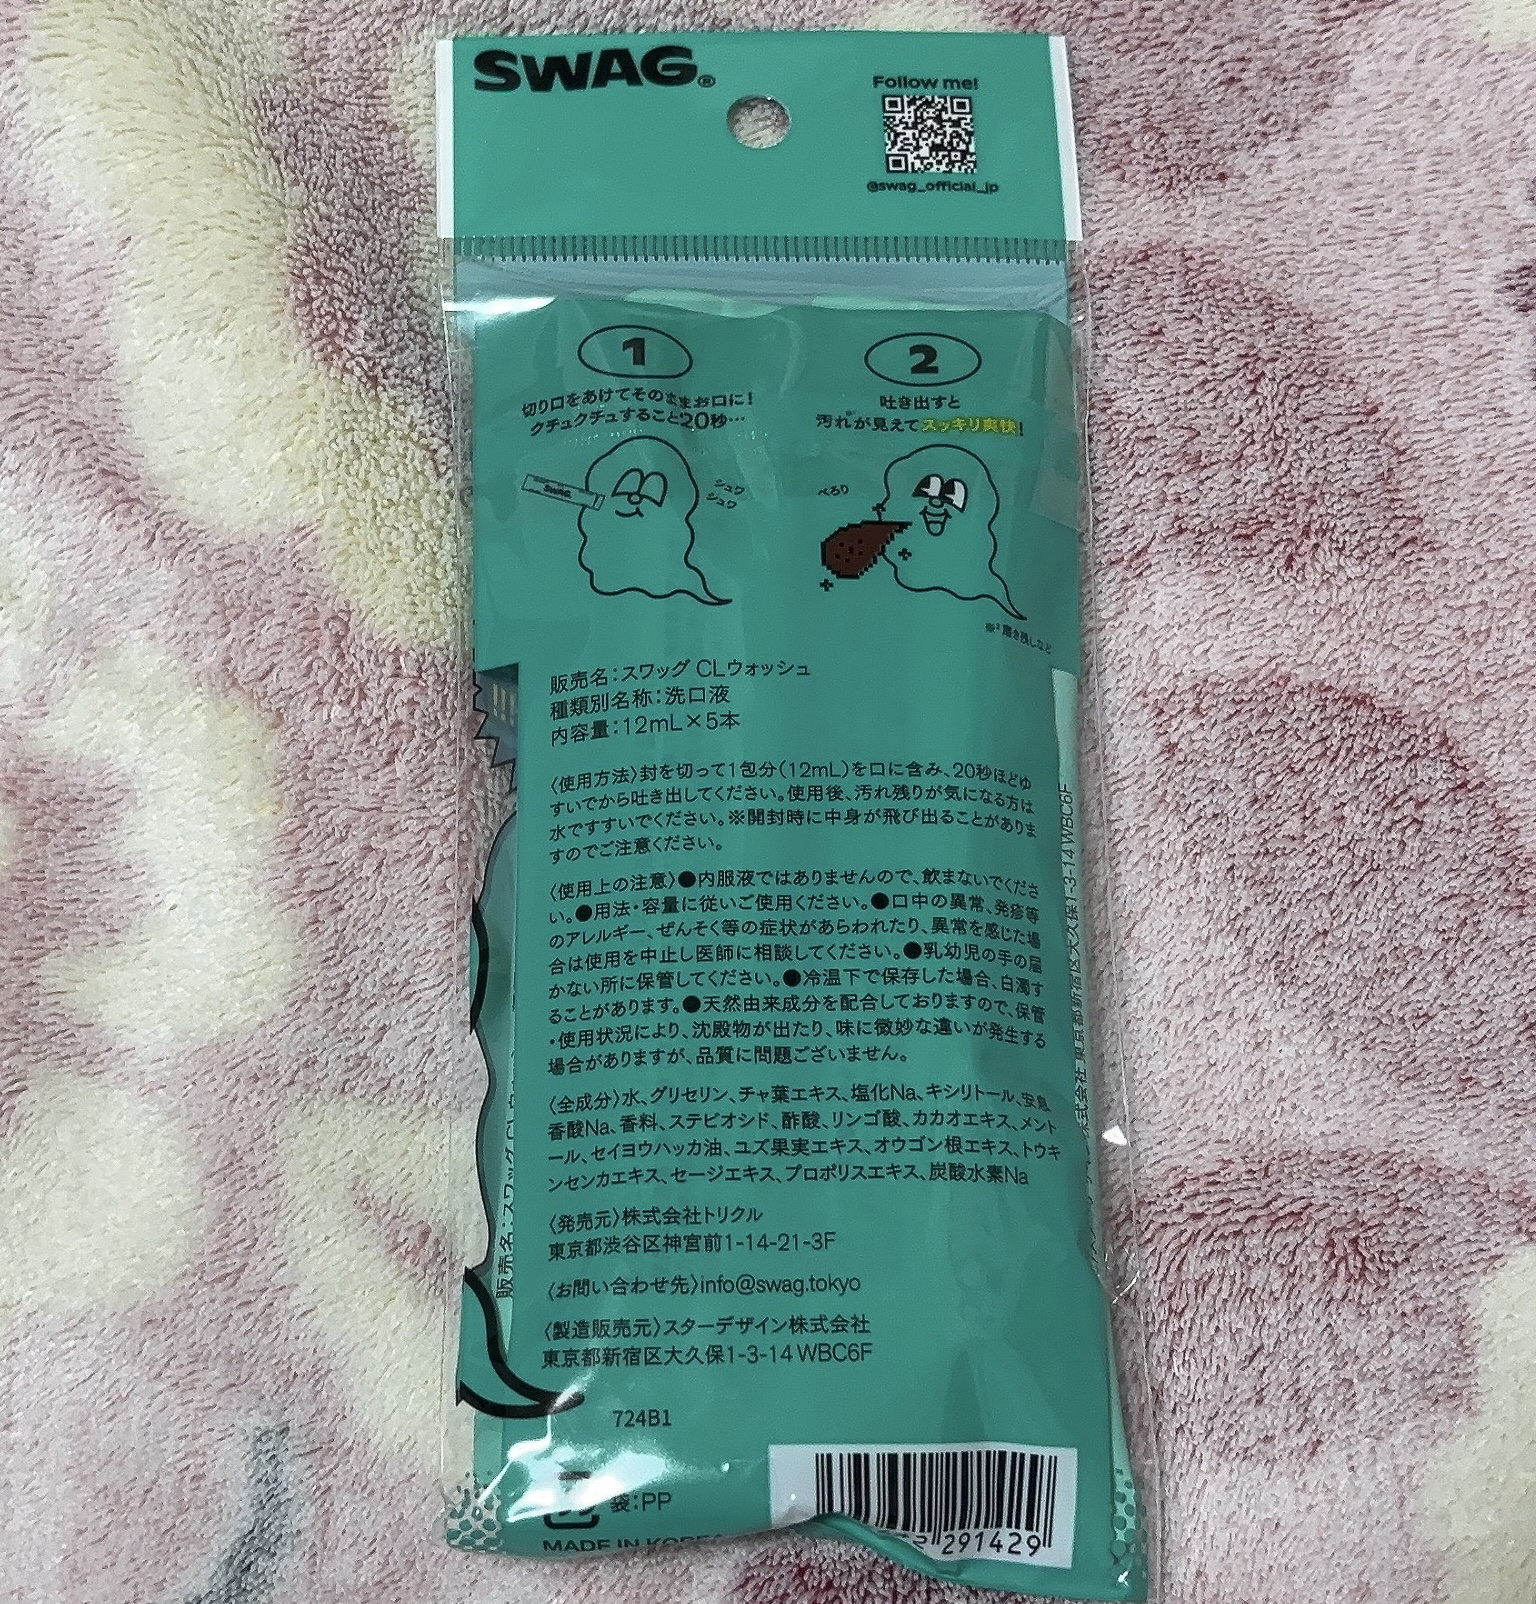 SWAG®
Follow me!
@swag_official_jp
1
切り口をあけてそのままお口に!
クチュクチュすること20秒…
SWAG.
シュワ
シュワ
2
吐き出すと
汚れが見えてスッキリ爽快!
ぺろり
※² 磨き残しなど
販売名:スワッグ CLウォッシュ
種類別名称:洗口液
内容量:12mL×5本
〈使用方法〉封を切って1包分(12mL)を口に含み、20秒ほどゆ
すいでから吐き出してください。使用後、汚れ残りが気になる方は
水ですすいでください。※開封時に中身が飛び出ることがありま
すのでご注意ください。
〈使用上の注意〉●内服液ではありませんので、飲まないでくださ
い。●用法・容量に従いご使用ください。●口中の異常、発疹等
のアレルギー、ぜんそく等の症状があらわれたり、異常を感じた場
合は使用を中止し医師に相談してください。●乳幼児の手の届
かない所に保管してください。●冷温下で保存した場合、白濁す
ることがあります。●天然由来成分を配合しておりますので、保管
・使用状況により、沈殿物が出たり、味に微妙な違いが発生する
場合がありますが、品質に問題ございません。
〈全成分〉水、グリセリン、チャ葉エキス、塩化Na、キシリトール、安息
香酸Na、香料、ステビオシド、酢酸、リンゴ酸、カカオエキス、メント
ール、セイヨウハッカ油、ユズ果実エキス、オウゴン根エキス、トウキ
ンセンカエキス、セージエキス、プロポリスエキス、炭酸水素Na
〈発売元〉株式会社トリクル
東京都渋谷区神宮前1-14-21-3F
〈お問い合わせ先〉info@swag.tokyo
〈製造販売元〉スターデザイン株式会社
東京都新宿区大久保1-3-14 WBC6F
724B1
袋:PP
MADE IN KOREA
291429
販売名:スワッグ CL
株式会社 東京都新宿区大久保1-3-14 WBC6F